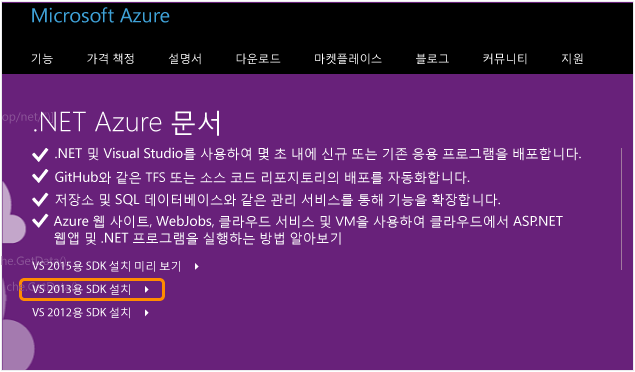 Microsoft Azure
기능 가격 책정 설명서 다운로드 마켓플레이스 블로그 커뮤니티 지원
op/net/
.NET Azure 문서
.NET 및 Visual Studio를 사용하여 몇 초 내에 신규 또는 기존 응용 프로그램을 배포합니다.
GitHub와 같은 TFS 또는 소스 코드 리포지토리의 배포를 자동화합니다.
저장소 및 SQL 데이터베이스와 같은 관리 서비스를 통해 기능을 확장합니다.
Azure 웹 사이트, WebJobs, 클라우드 서비스 및 VM을 사용하여 클라우드에서 ASP.NET
웹앱 및 .NET 프로그램을 실행하는 방법 알아보기
che.GetData()
VS 2015용 SDK 설치 미리 보기
VS 2013용 SDK 설치
VS 2012용 SDK 설치